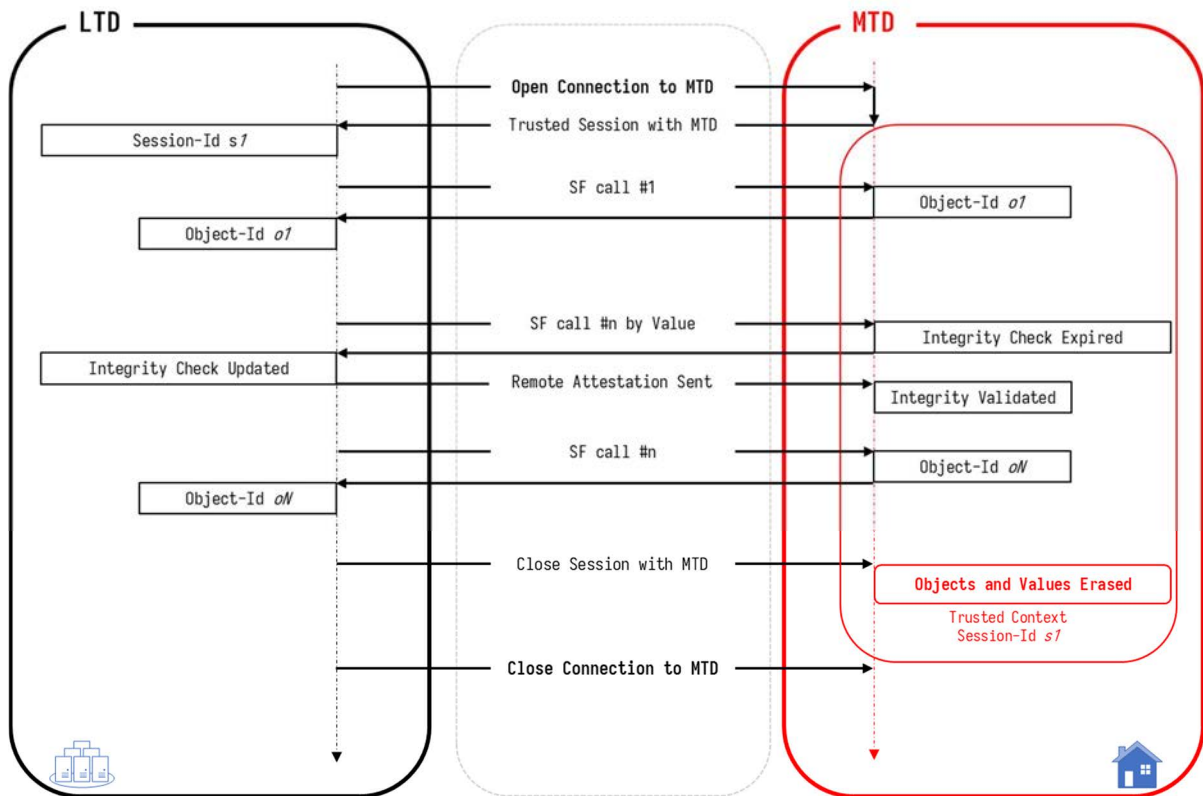 LTD
MTD
Open Connection to MTD
Trusted Session with MTD
Session-Id s1
SF call #1
Object-Id o1
Object-Id o1
SF call #n by Value
Integrity Check Expired
Integrity Check Updated
Remote Attestation Sent
Integrity Validated
SF call #n
Object-Id oN
Object-Id oN
Close Session with MTD
Objects and Values Erased
Trusted Context
Session-Id s1
Close Connection to MTD